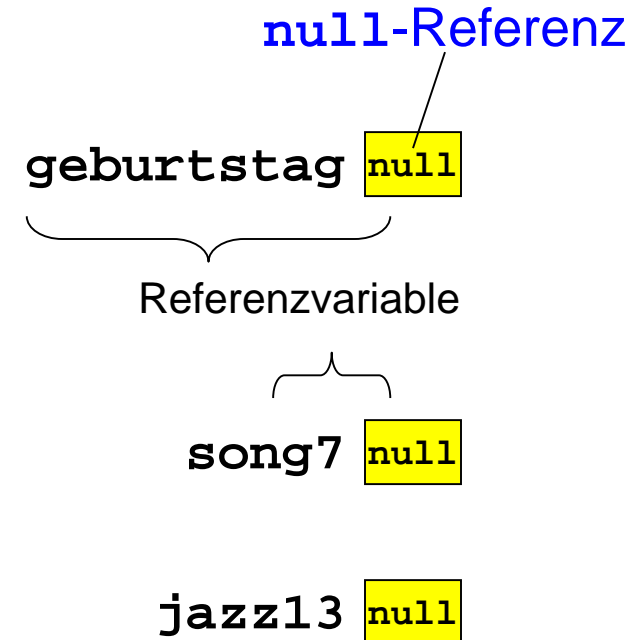 null-Referenz
geburtstag null
Referenzvariable
song7 null
jazz13 null